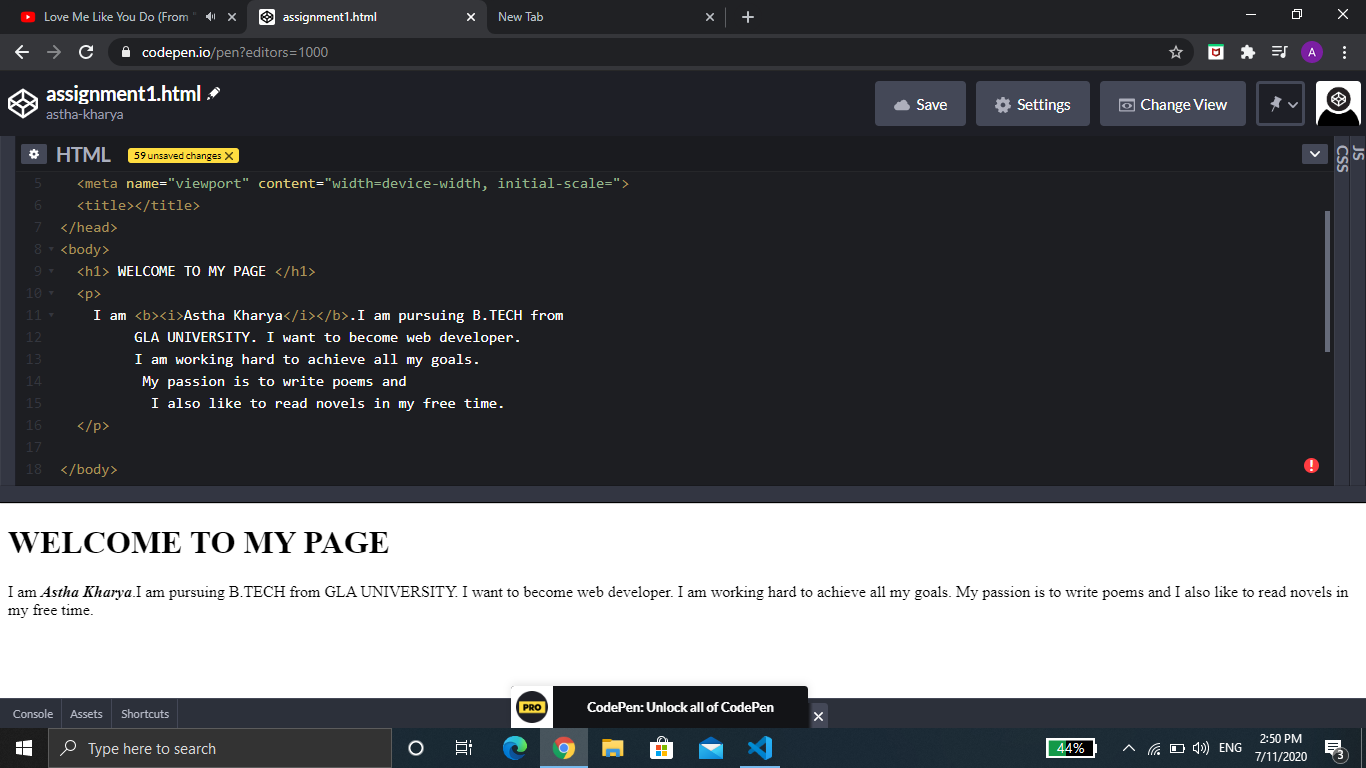 Love Me Like You Do (From
assignment1.html
New Tab
codepen.io/pen?editors=1000
A
assignment1.html
astha-kharya
Save
Settings
Change View
HTML
59 unsaved changes X
CSS
JS
5 <meta name="viewport" content="width=device-width, initial-scale=">
6 <title></title>
7 </head>
8 <body>
9 <h1> WELCOME TO MY PAGE </h1>
10 <p>
11 I am <b><i>Astha Kharya</i></b>.I am pursuing B.TECH from
12 GLA UNIVERSITY. I want to become web developer.
13 I am working hard to achieve all my goals.
14 My passion is to write poems and
15 I also like to read novels in my free time.
16 </p>
17
18 </body>
WELCOME TO MY PAGE
I am Astha Kharya.I am pursuing B.TECH from GLA UNIVERSITY. I want to become web developer. I am working hard to achieve all my goals. My passion is to write poems and I also like to read novels in
my free time.
Console
Assets
Shortcuts
PRO
CodePen: Unlock all of CodePen
Type here to search
44%
ENG
2:50 PM
7/11/2020
3